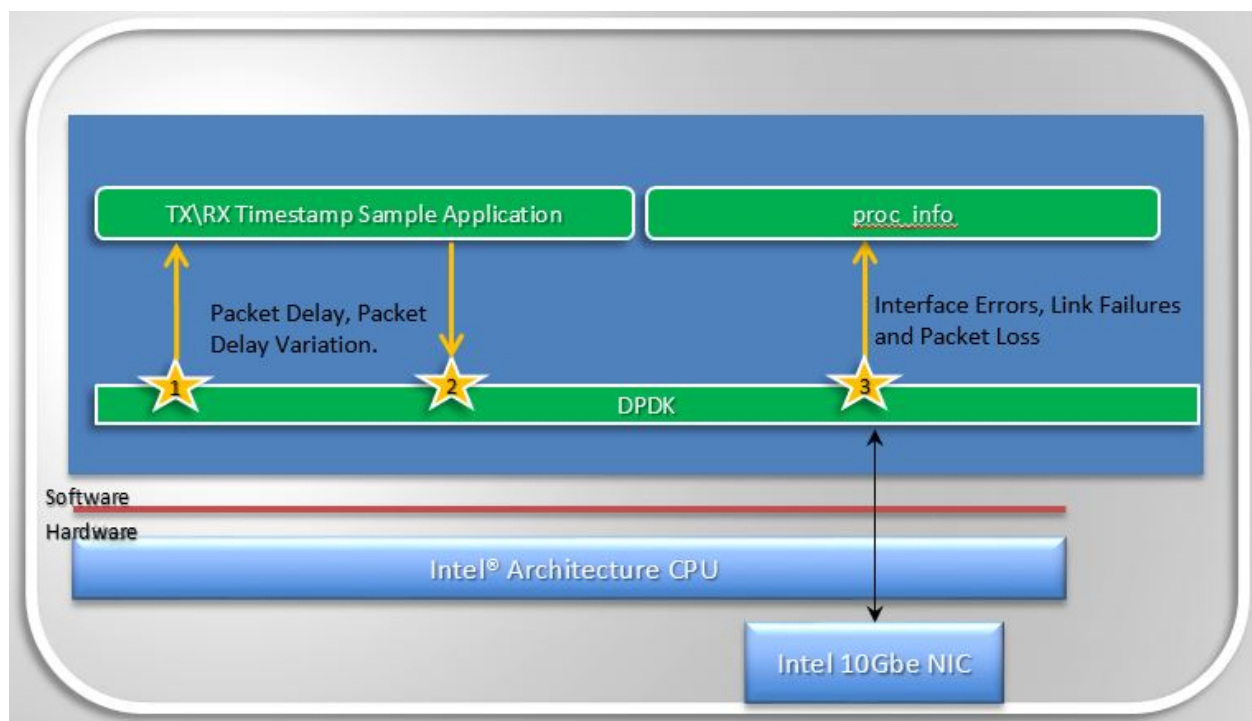 TX\RX Timestamp Sample Application
proc_info
Packet Delay, Packet
Delay Variation.
Interface Errors, Link Failures
and Packet Loss
1
2
3
DPDK
Software
Hardware
Intel® Architecture CPU
Intel 10Gbe NIC